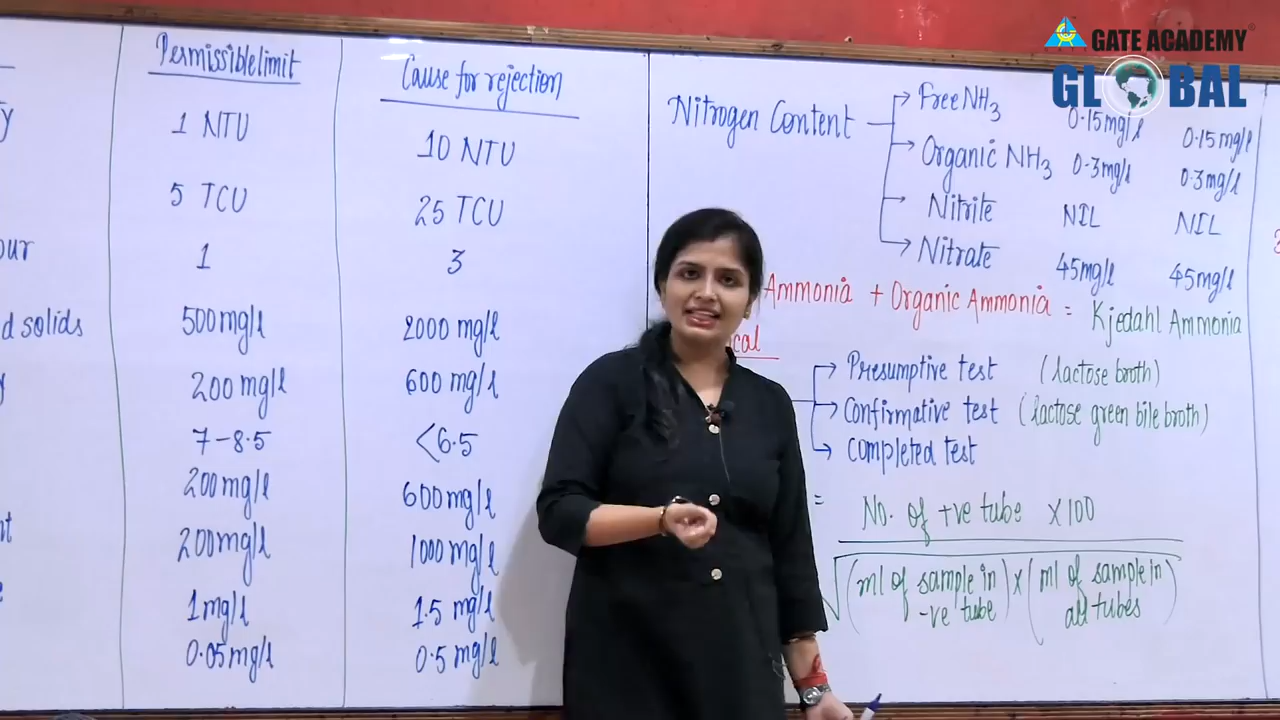 GATE ACADEMY
GLOBAL
Permissible limit
Cause for rejection
1 NTU
10 NTU
5 TCU
25 TCU
our
1
3
d solids
500 mg/l
2000 mg/l
y
200 mg/l
600 mg/l
7-8.5
<6.5
200 mg/l
600 mg/l
nt
200 mg/l
1000 mg/l
e
1 mg/l
1.5 mg/l
0.05 mg/l
0.5 mg/l
Nitrogen Content
Free NH3 0.15 mg/l 0.15 mg/l
Organic NH3 0.3 mg/l 0.3 mg/l
Nitrite NIL NIL
Nitrate 45 mg/l 45 mg/l
Ammonia + Organic Ammonia = Kjedahl Ammonia
cal
Presumptive test (lactose broth)
Confirmative test (lactose green bile broth)
completed test
= No. of +ve tube × 100
√(ml of sample in -ve tube) × (ml of sample in all tubes)